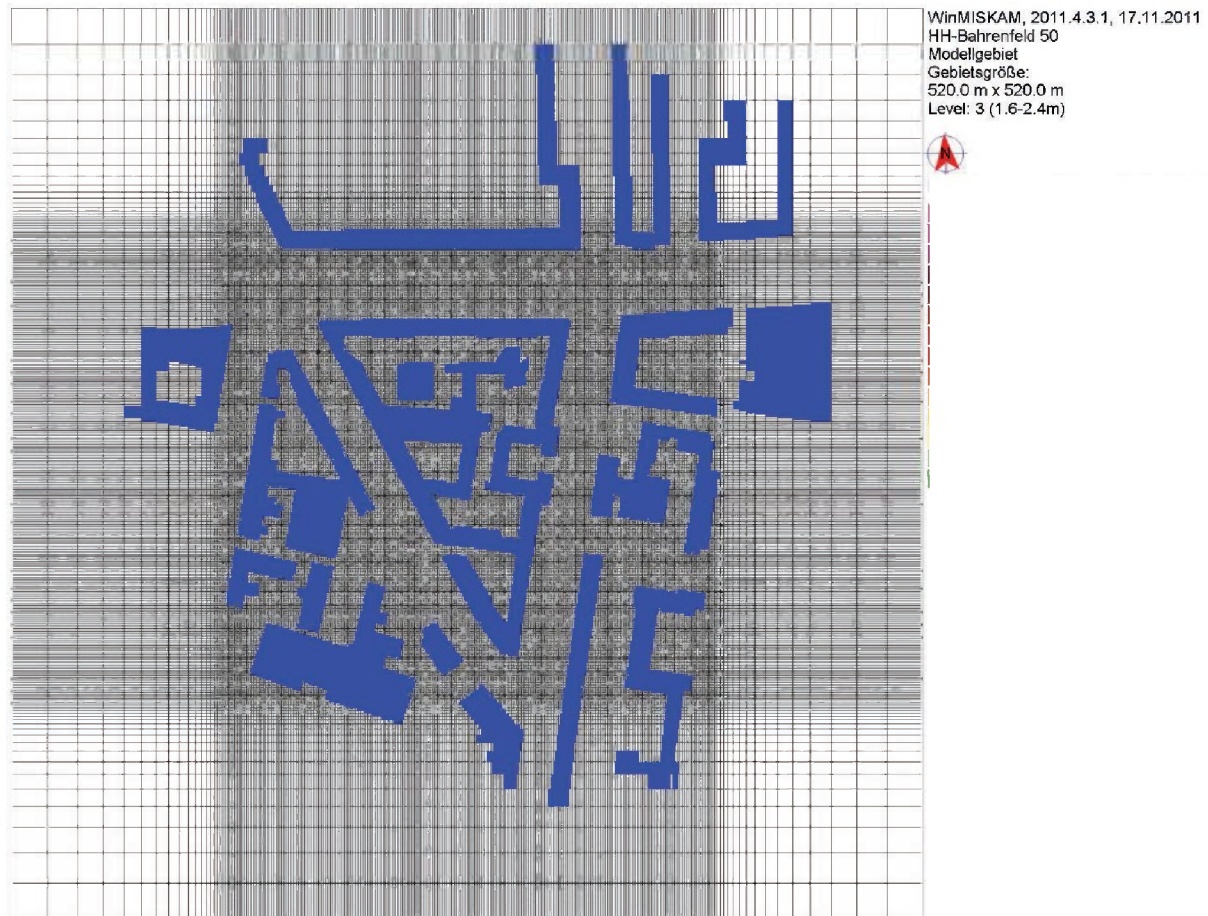 WinMISKAM, 2011.4.3.1, 17.11.2011
HH-Bahrenfeld 50
Modellgebiet
Gebietsgröße:
520.0 m x 520.0 m
Level: 3 (1.6-2.4m)
N